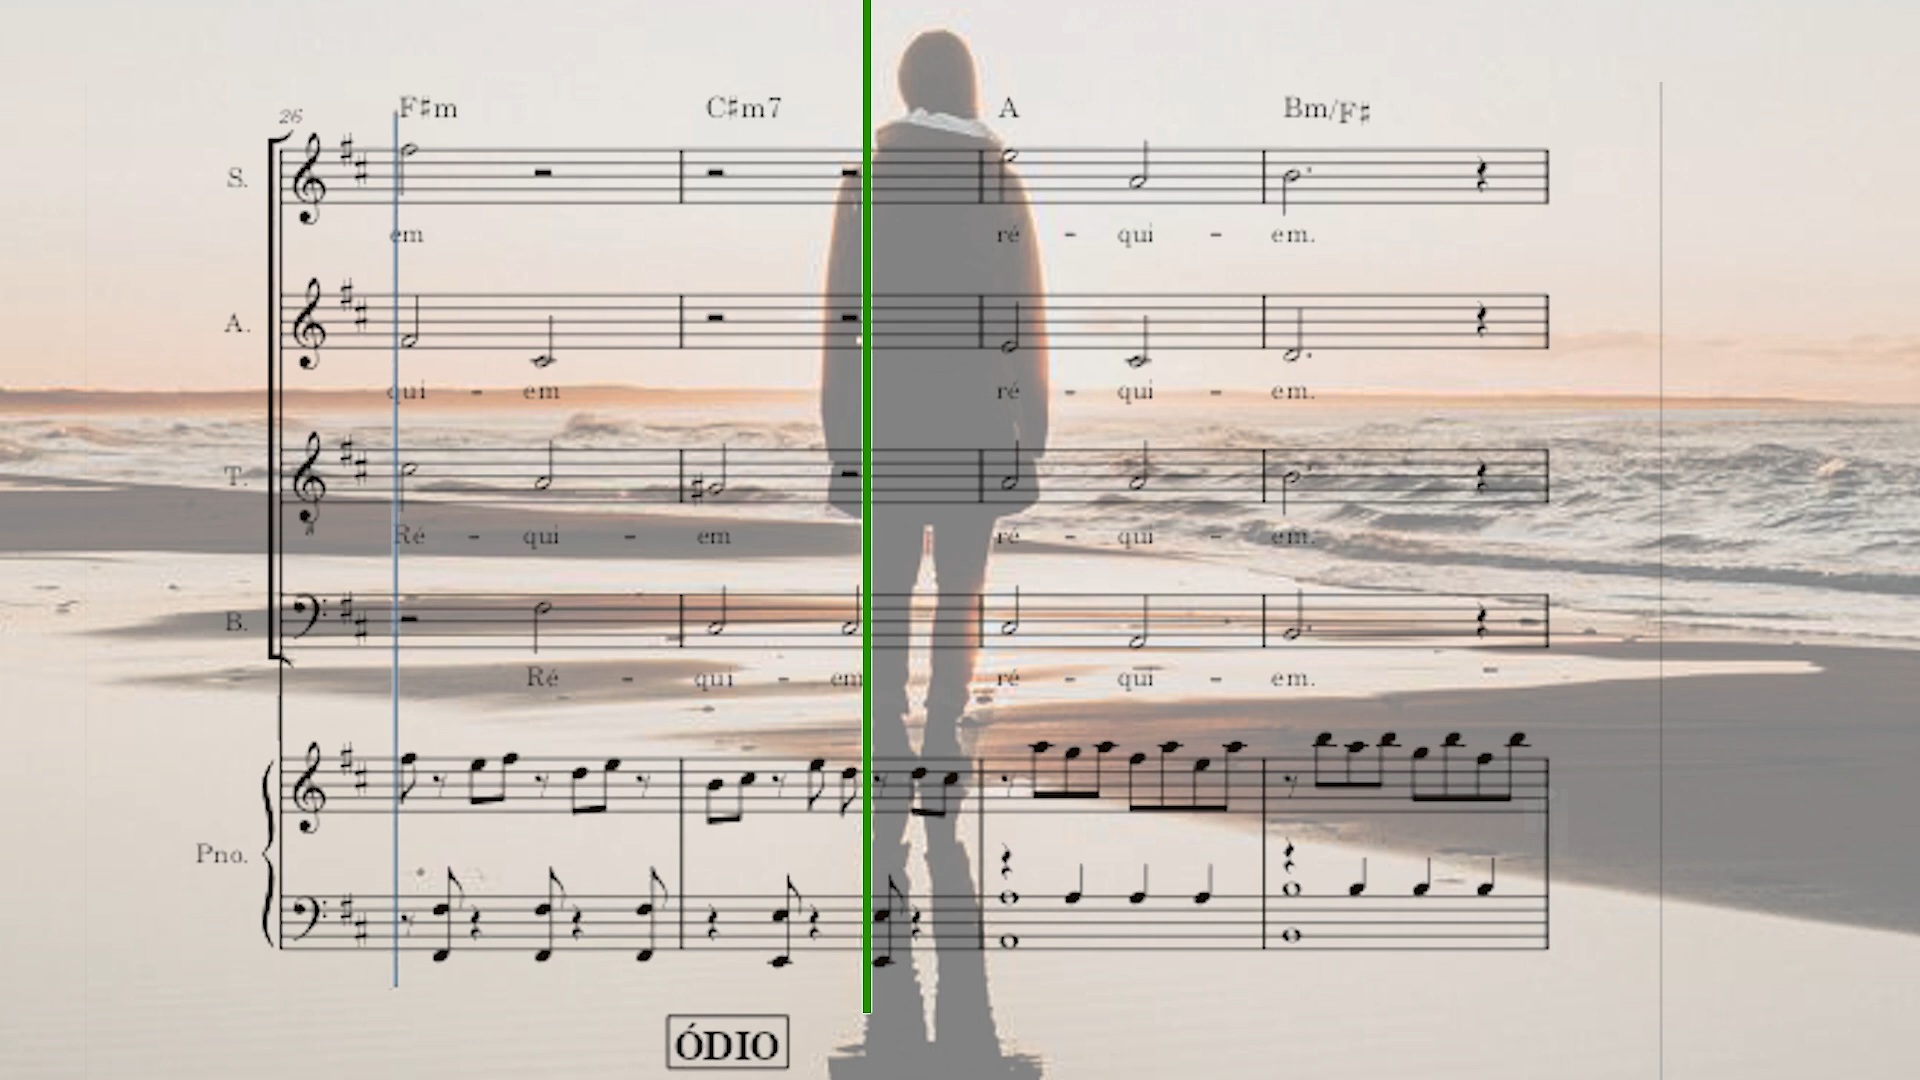 26 F♯m C♯m7 A Bm/F♯
S.
em ré - qui - em.
A.
qui - em ré - qui - em.
T.
8
Ré - qui - em ré - qui - em.
B.
Ré - qui - em ré - qui - em.
Pno.
ÓDIO